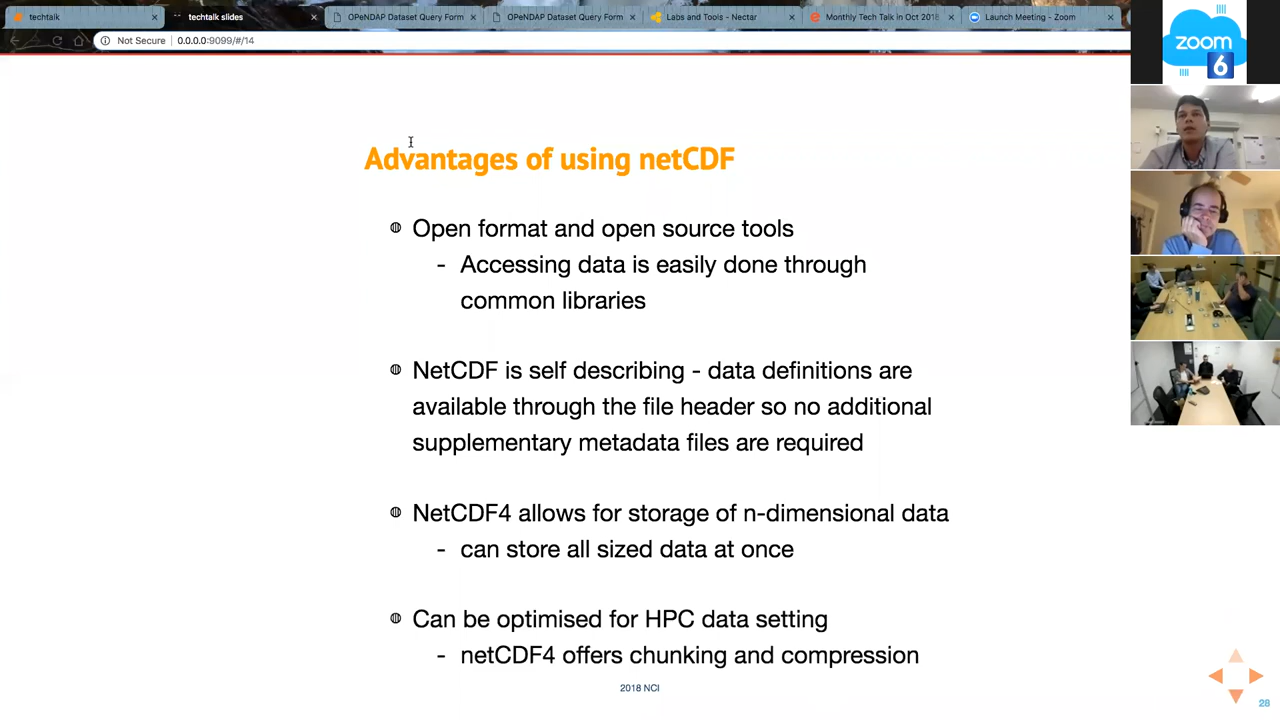 techtalk
techtalk slides
OPeNDAP Dataset Query Form
OPeNDAP Dataset Query Form
Labs and Tools - Nectar
Monthly Tech Talk in Oct 2018
Launch Meeting - Zoom
Not Secure
0.0.0.0:9099/#/14
zoom
6
Advantages of using netCDF
Open format and open source tools
- Accessing data is easily done through
common libraries
NetCDF is self describing - data definitions are
available through the file header so no additional
supplementary metadata files are required
NetCDF4 allows for storage of n-dimensional data
- can store all sized data at once
Can be optimised for HPC data setting
- netCDF4 offers chunking and compression
2018 NCI
28